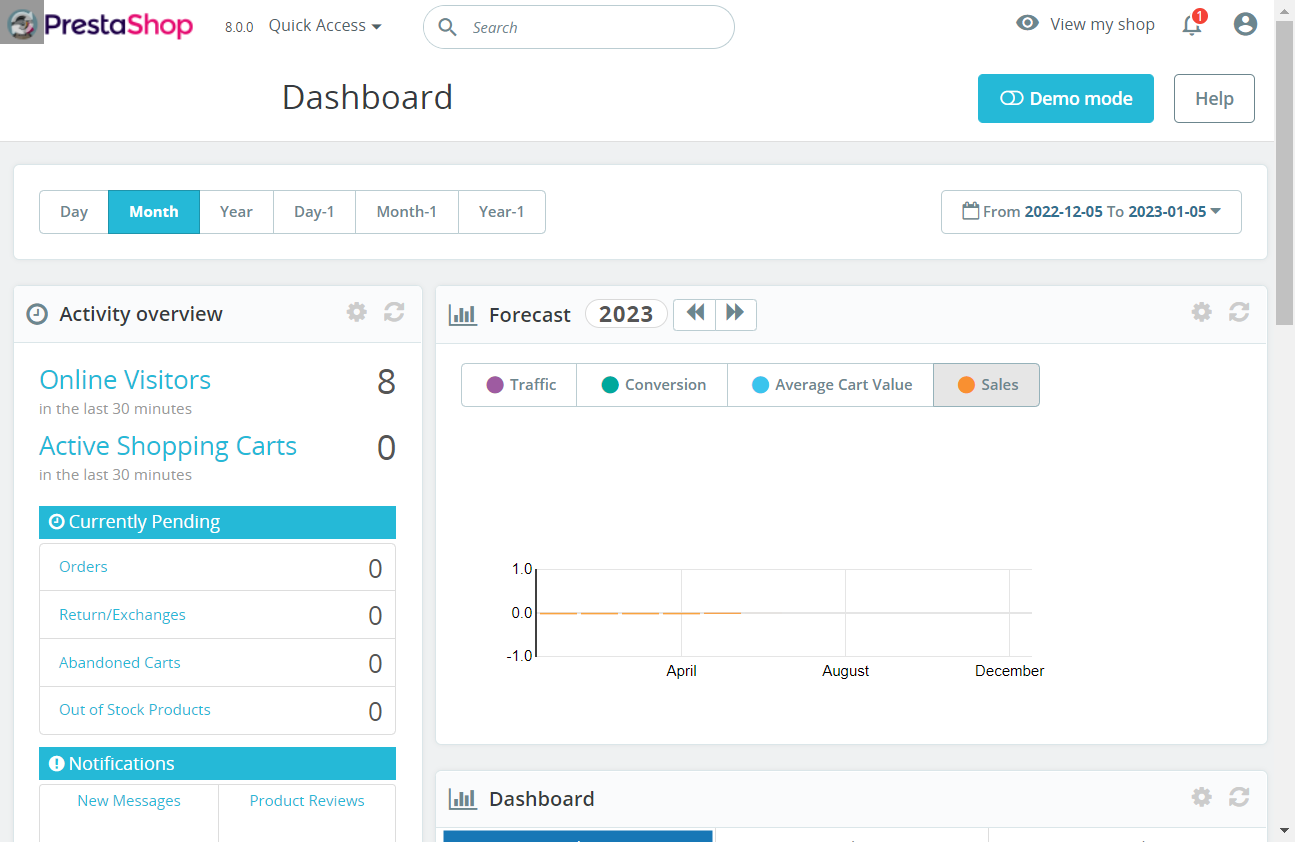 PrestaShop 8.0.0 Quick Access Search View my shop 1
Dashboard Demo mode Help
Day Month Year Day-1 Month-1 Year-1 From 2022-12-05 To 2023-01-05
Activity overview
Online Visitors 8
in the last 30 minutes
Active Shopping Carts 0
in the last 30 minutes
Currently Pending
Orders 0
Return/Exchanges 0
Abandoned Carts 0
Out of Stock Products 0
Notifications
New Messages Product Reviews
Forecast 2023
Traffic Conversion Average Cart Value Sales
1.0
0.0
-1.0
April August December
Dashboard